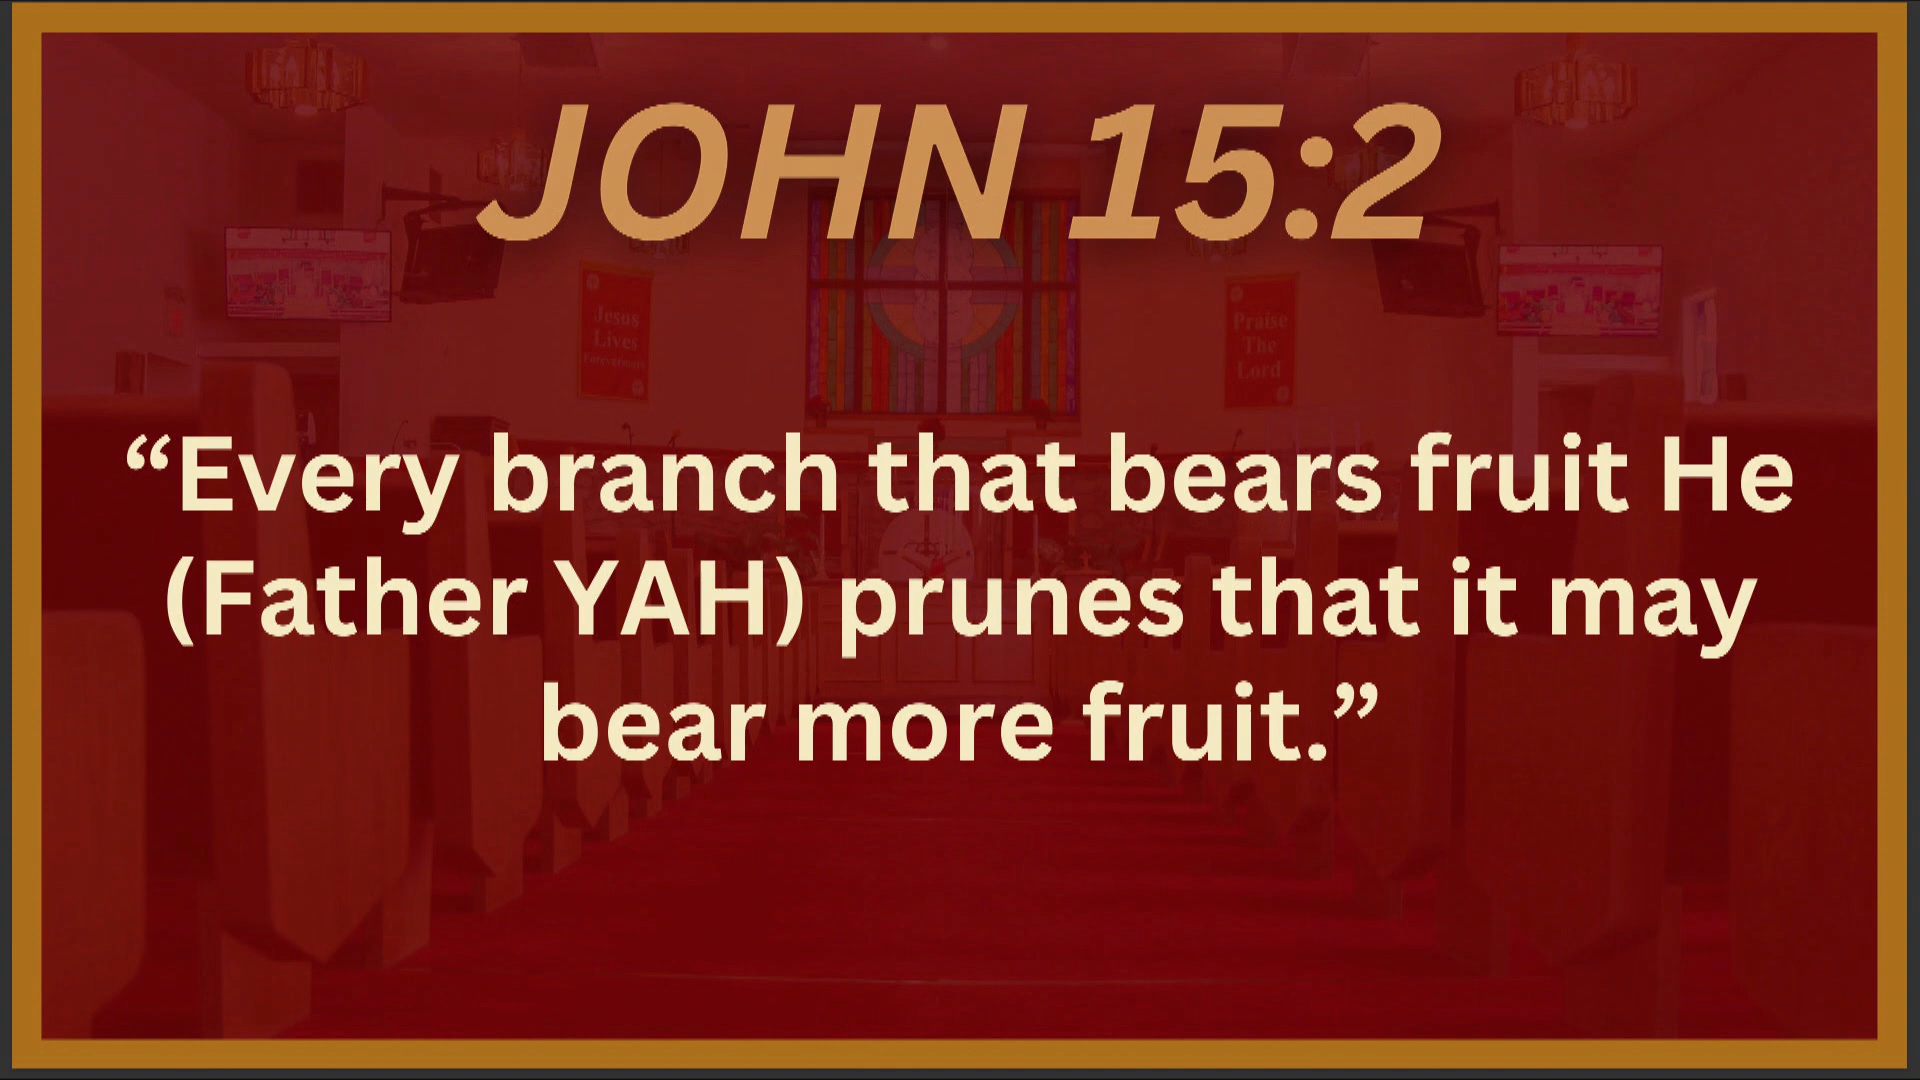 JOHN 15:2
Jesus
Lives
Forevermore
Praise
The
Lord
“Every branch that bears fruit He
(Father YAH) prunes that it may
bear more fruit.”